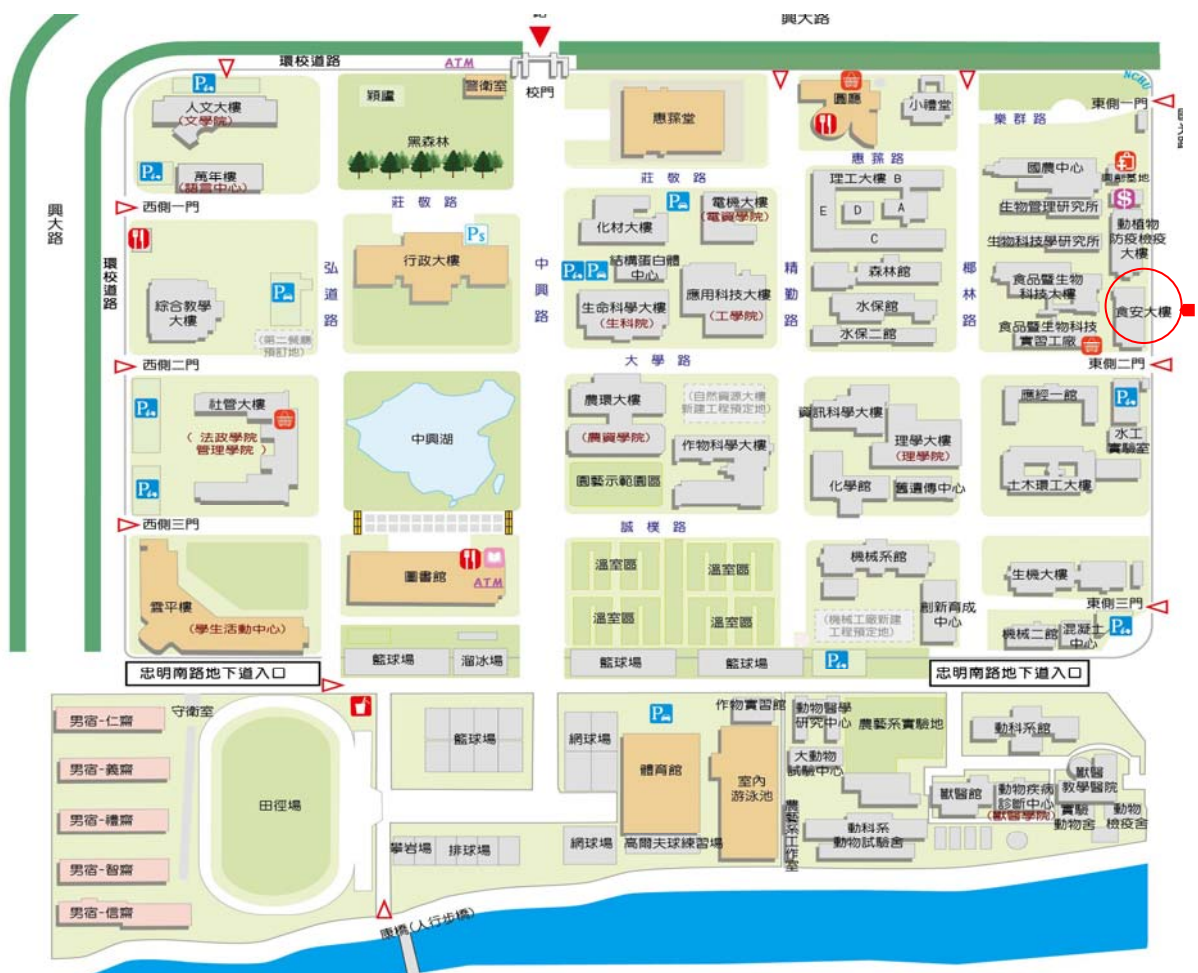 興大路
環校道路
ATM
校門
警衛室
穎廬
黑森林
人文大樓
(文學院)
萬年樓
(語言中心)
西側一門
莊敬路
惠蓀堂
莊敬路
圓廳
小禮堂
惠蓀路
樂群路
NCHU
東側一門
國農中心
興創基地
生物管理研究所
動植物
防疫檢疫
大樓
生物科技學研究所
理工大樓 B
E
D
A
C
電機大樓
(電資學院)
化材大樓
結構蛋白體
中心
興大路
環校道路
弘道路
行政大樓
中興路
精勤路
椰林路
綜合教學
大樓
(第二餐廳
預訂地)
生命科學大樓
(生科院)
應用科技大樓
(工學院)
森林館
水保館
水保二館
食品暨生物
科技大樓
食安大樓
食品暨生物科技
實習工廠
西側二門
大學路
東側二門
社管大樓
(法政學院
管理學院)
中興湖
農環大樓
(農資學院)
(自然資源大樓
新建工程預定地)
作物科學大樓
園藝示範園區
資訊科學大樓
理學大樓
(理學院)
化學館
舊遺傳中心
應經一館
水工
實驗室
土木環工大樓
西側三門
誠樸路
雲平樓
(學生活動中心)
圖書館
ATM
溫室區
溫室區
溫室區
溫室區
機械系館
(機械工廠新建
工程預定地)
創新育成
中心
生機大樓
東側三門
機械二館
混凝土
中心
籃球場
溜冰場
籃球場
籃球場
忠明南路地下道入口
忠明南路地下道入口
男宿-仁齋
男宿-義齋
男宿-禮齋
男宿-智齋
男宿-信齋
守衛室
田徑場
籃球場
攀岩場
排球場
網球場
網球場
體育館
高爾夫球練習場
作物實習館
室內
游泳池
動物醫學
研究中心
大動物
試驗中心
農藝系實驗地
農藝系工作室
動科系
動物試驗舍
動科系館
獸醫館
動物疾病
診斷中心
(獸醫學院)
獸醫
教學醫院
實驗
動物舍
動物
檢疫舍
康橋(人行步橋)